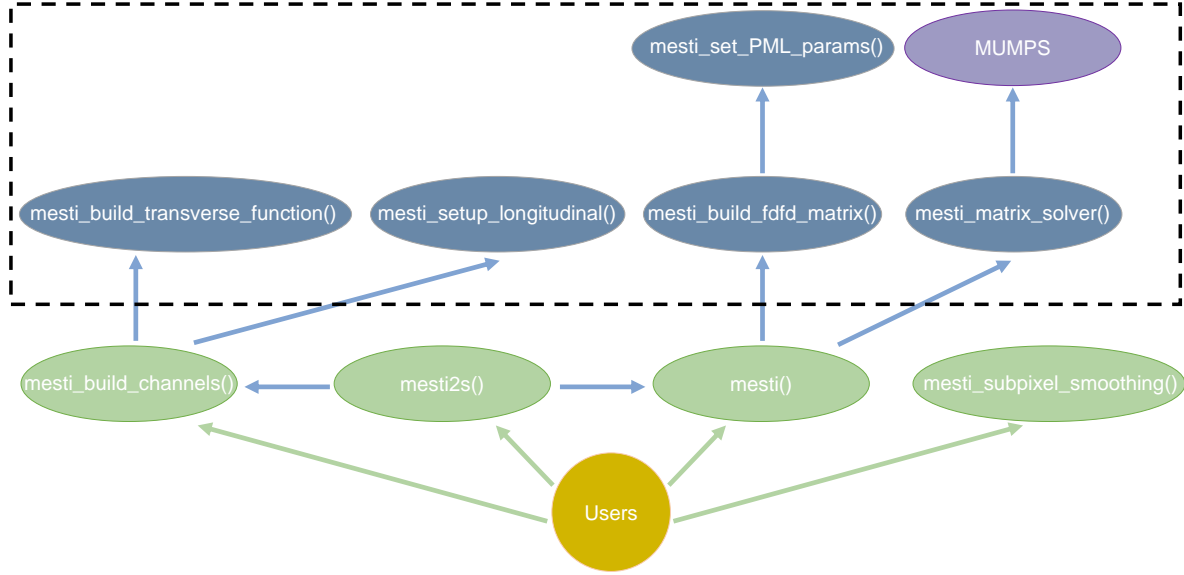 mesti_set_PML_params()
MUMPS
mesti_build_transverse_function()
mesti_setup_longitudinal()
mesti_build_fdfd_matrix()
mesti_matrix_solver()
mesti_build_channels()
mesti2s()
mesti()
mesti_subpixel_smoothing()
Users